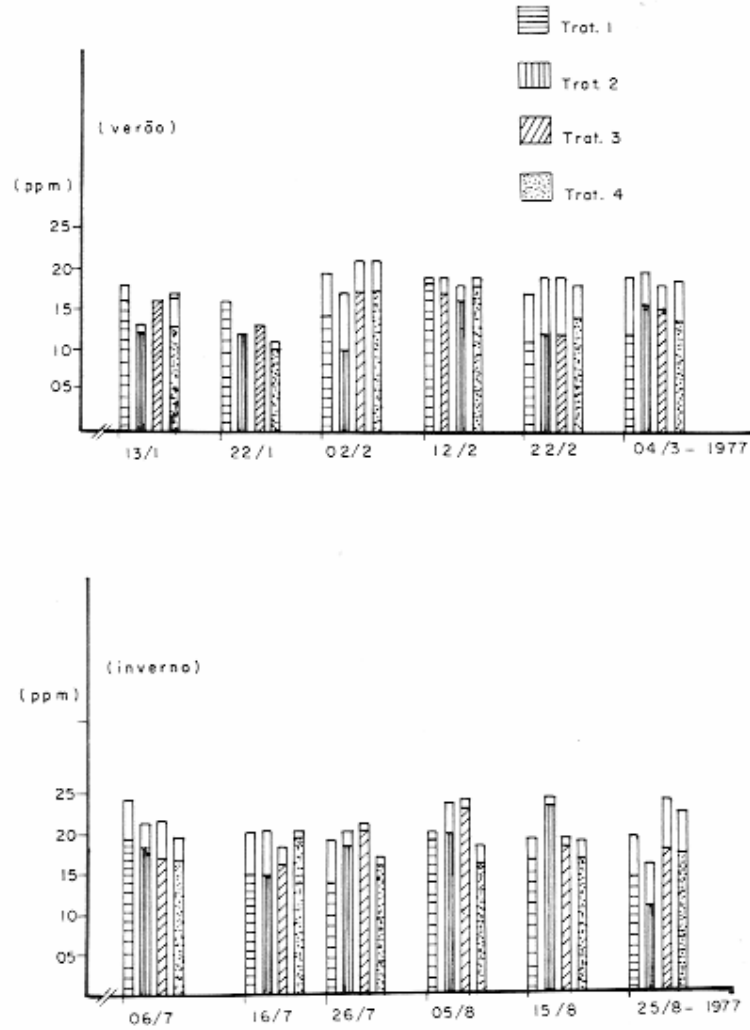 Trat. 1
Trat 2
Trat. 3
Trat. 4
(verão)
(ppm)
25
20
15
10
05
13/1 22/1 02/2 12/2 22/2 04/3 - 1977
(inverno)
(ppm)
25
20
15
10
05
06/7 16/7 26/7 05/8 15/8 25/8 - 1977